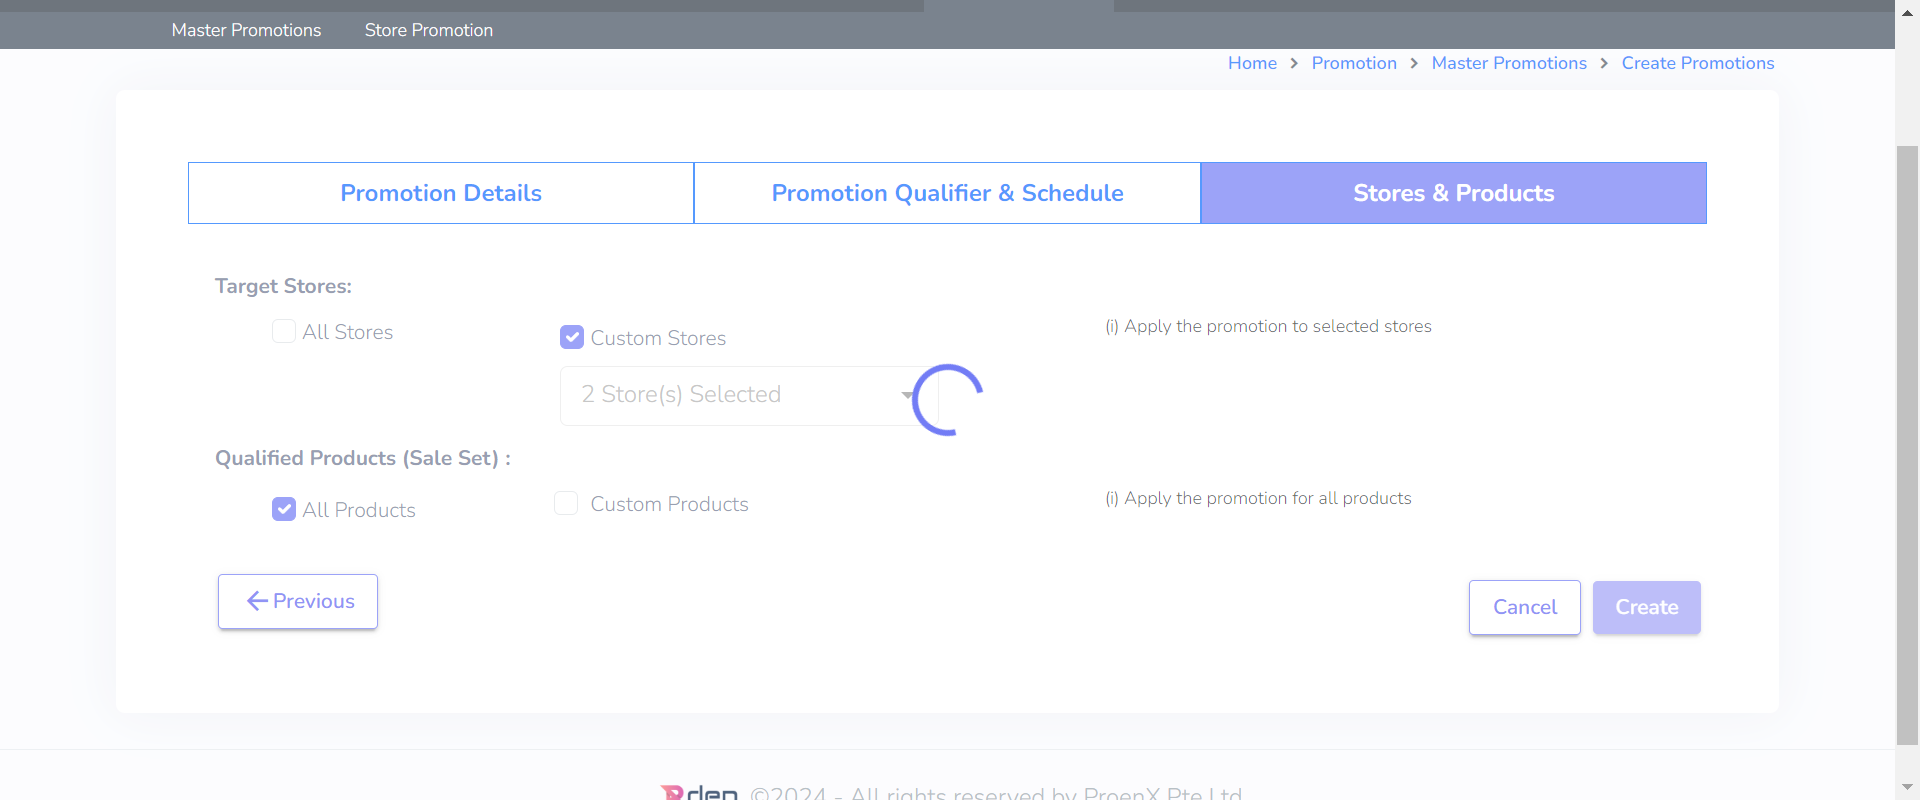 Master Promotions Store Promotion
Home > Promotion > Master Promotions > Create Promotions
Promotion Details Promotion Qualifier & Schedule Stores & Products
Target Stores:
All Stores Custom Stores (i) Apply the promotion to selected stores
2 Store(s) Selected
Qualified Products (Sale Set) :
All Products Custom Products (i) Apply the promotion for all products
Previous Cancel Create
©2024 - All rights reserved by ProenX Pte Ltd